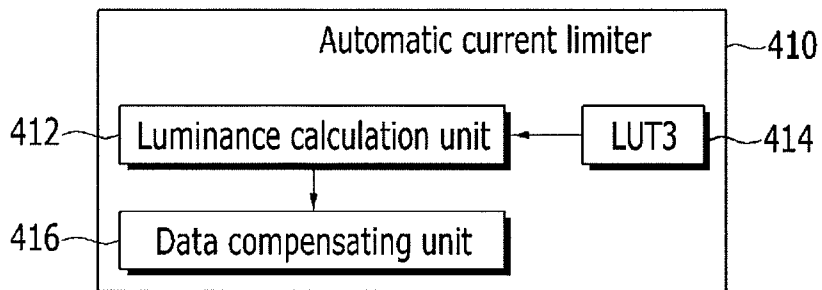 Automatic current limiter
410
412
Luminance calculation unit
LUT3
414
416
Data compensating unit